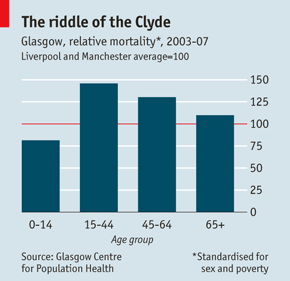 The riddle of the Clyde
Glasgow, relative mortality*, 2003-07
Liverpool and Manchester average=100
150
125
100
75
50
25
0
0-14 15-44 45-64 65+
Age group
Source: Glasgow Centre
for Population Health
*Standardised for
sex and poverty